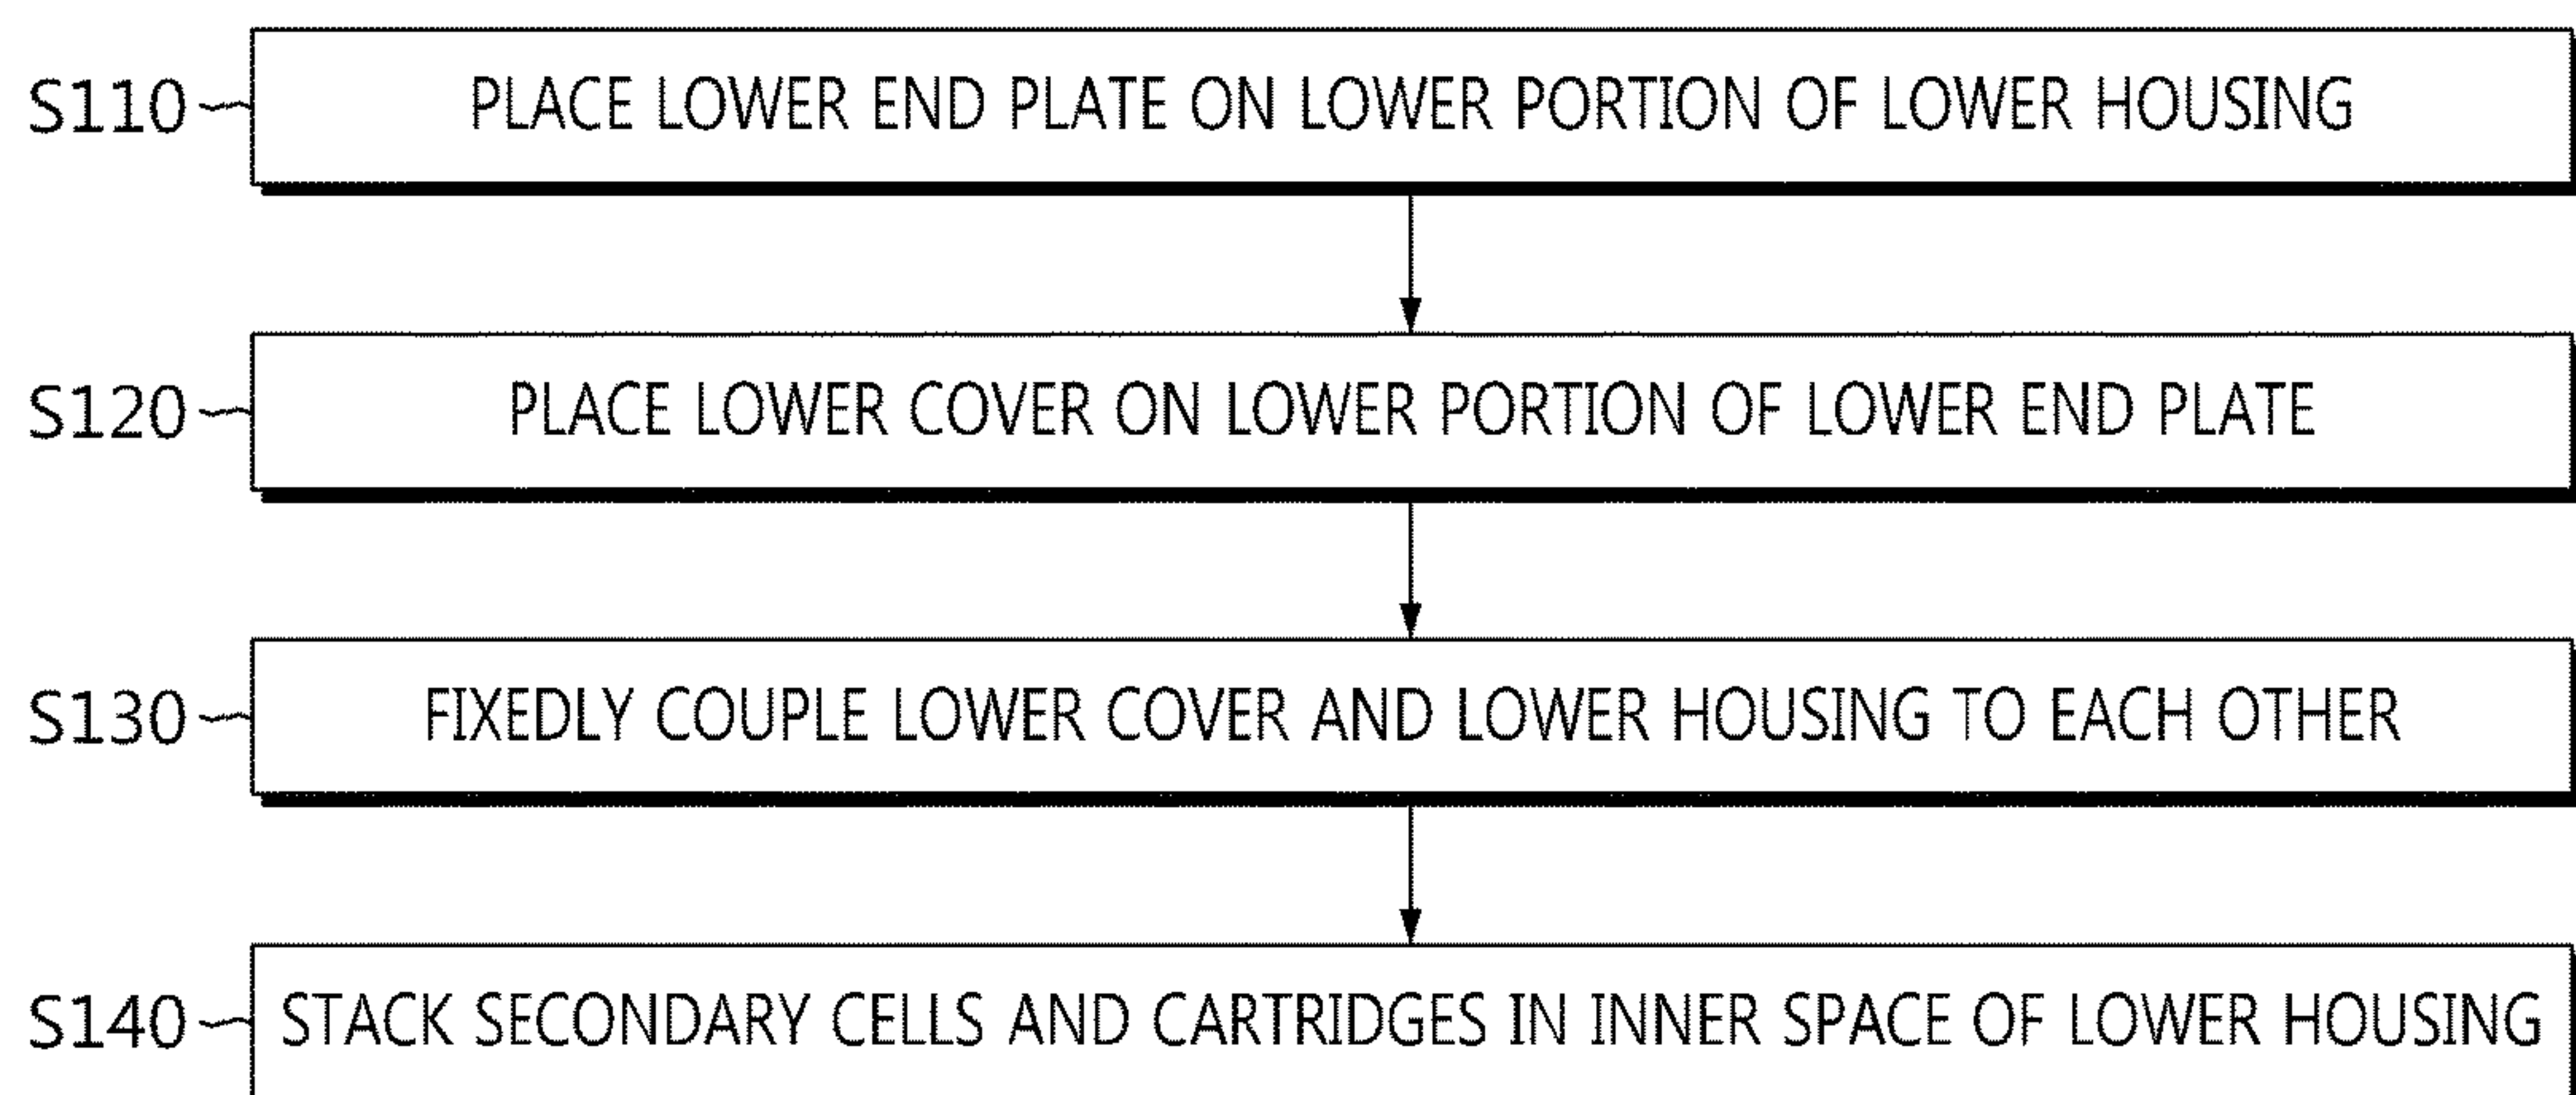 S110 PLACE LOWER END PLATE ON LOWER PORTION OF LOWER HOUSING
S120 PLACE LOWER COVER ON LOWER PORTION OF LOWER END PLATE
S130 FIXEDLY COUPLE LOWER COVER AND LOWER HOUSING TO EACH OTHER
S140 STACK SECONDARY CELLS AND CARTRIDGES IN INNER SPACE OF LOWER HOUSING